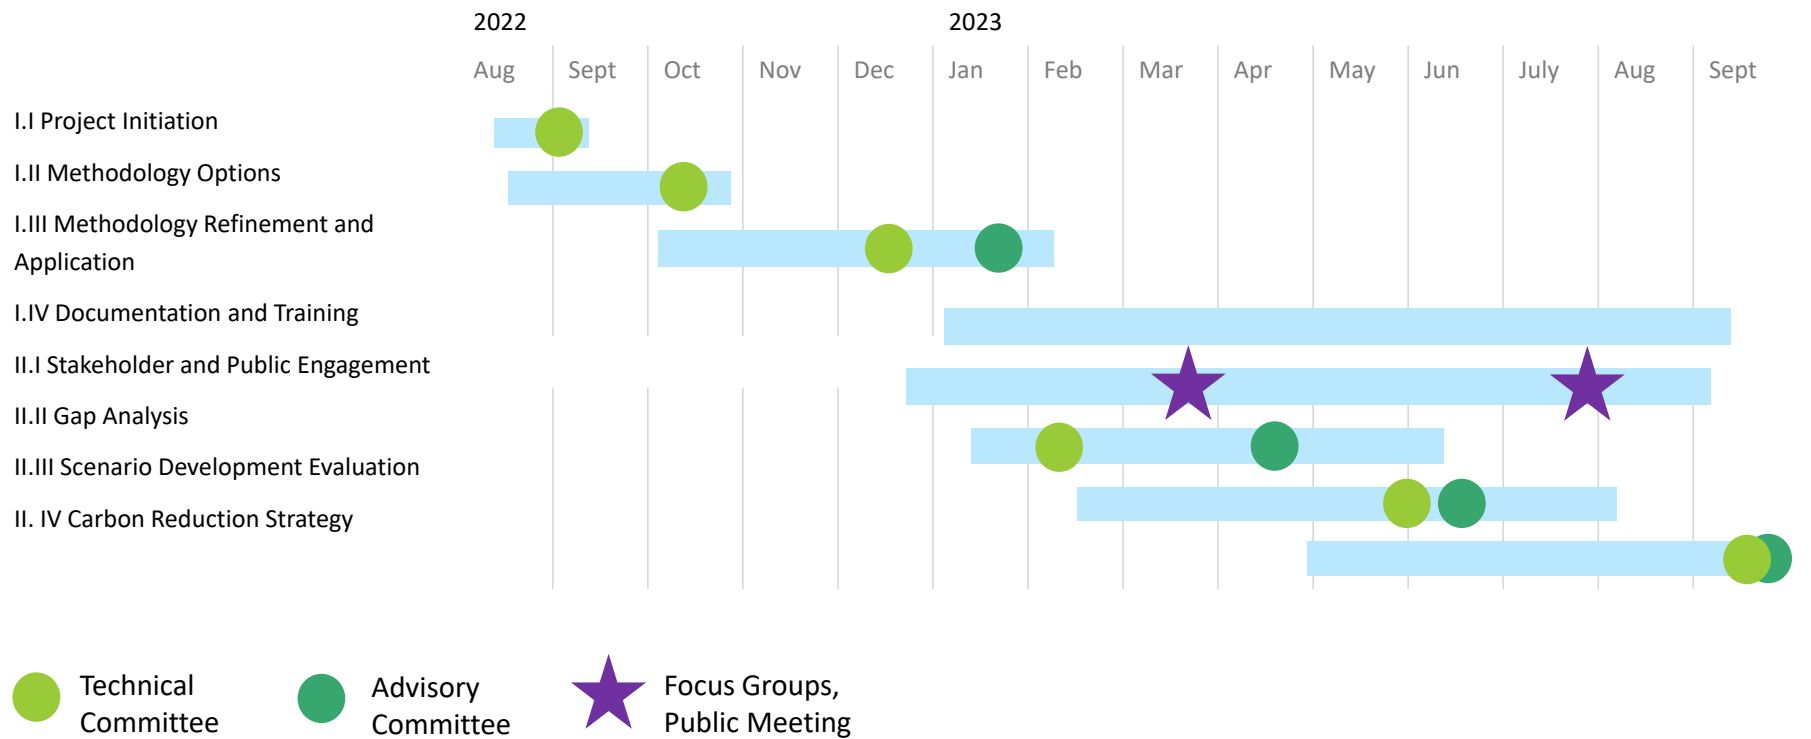 2022 2023
Aug Sept Oct Nov Dec Jan Feb Mar Apr May Jun July Aug Sept
I.I Project Initiation
I.II Methodology Options
I.III Methodology Refinement and
Application
I.IV Documentation and Training
II.I Stakeholder and Public Engagement
II.II Gap Analysis
II.III Scenario Development Evaluation
II. IV Carbon Reduction Strategy
Technical
Committee
Advisory
Committee
Focus Groups,
Public Meeting